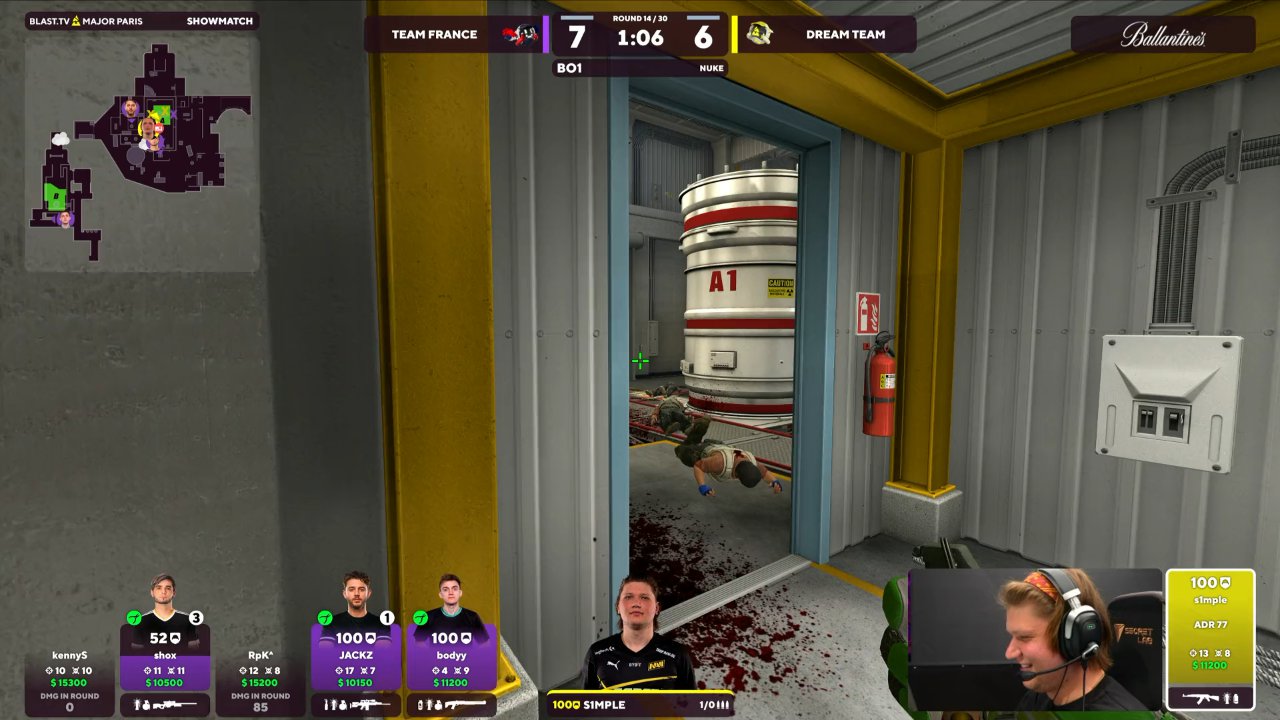 BLAST.TV MAJOR PARIS SHOWMATCH
TEAM FRANCE 7 ROUND 14 / 30 1:06 6 DREAM TEAM
BO1 NUKE
Ballantine's
A1
CAUTION
SECRET LAB
kennyS
10 10
$15300
DMG IN ROUND
0
3
52
shox
11 11
$10500
RpK^
12 8
$15200
DMG IN ROUND
85
1
100
JACKZ
17 7
$10150
100
bodyy
4 9
$11200
100 S1MPLE 1/0
100
s1mple
ADR 77
13 8
$11200